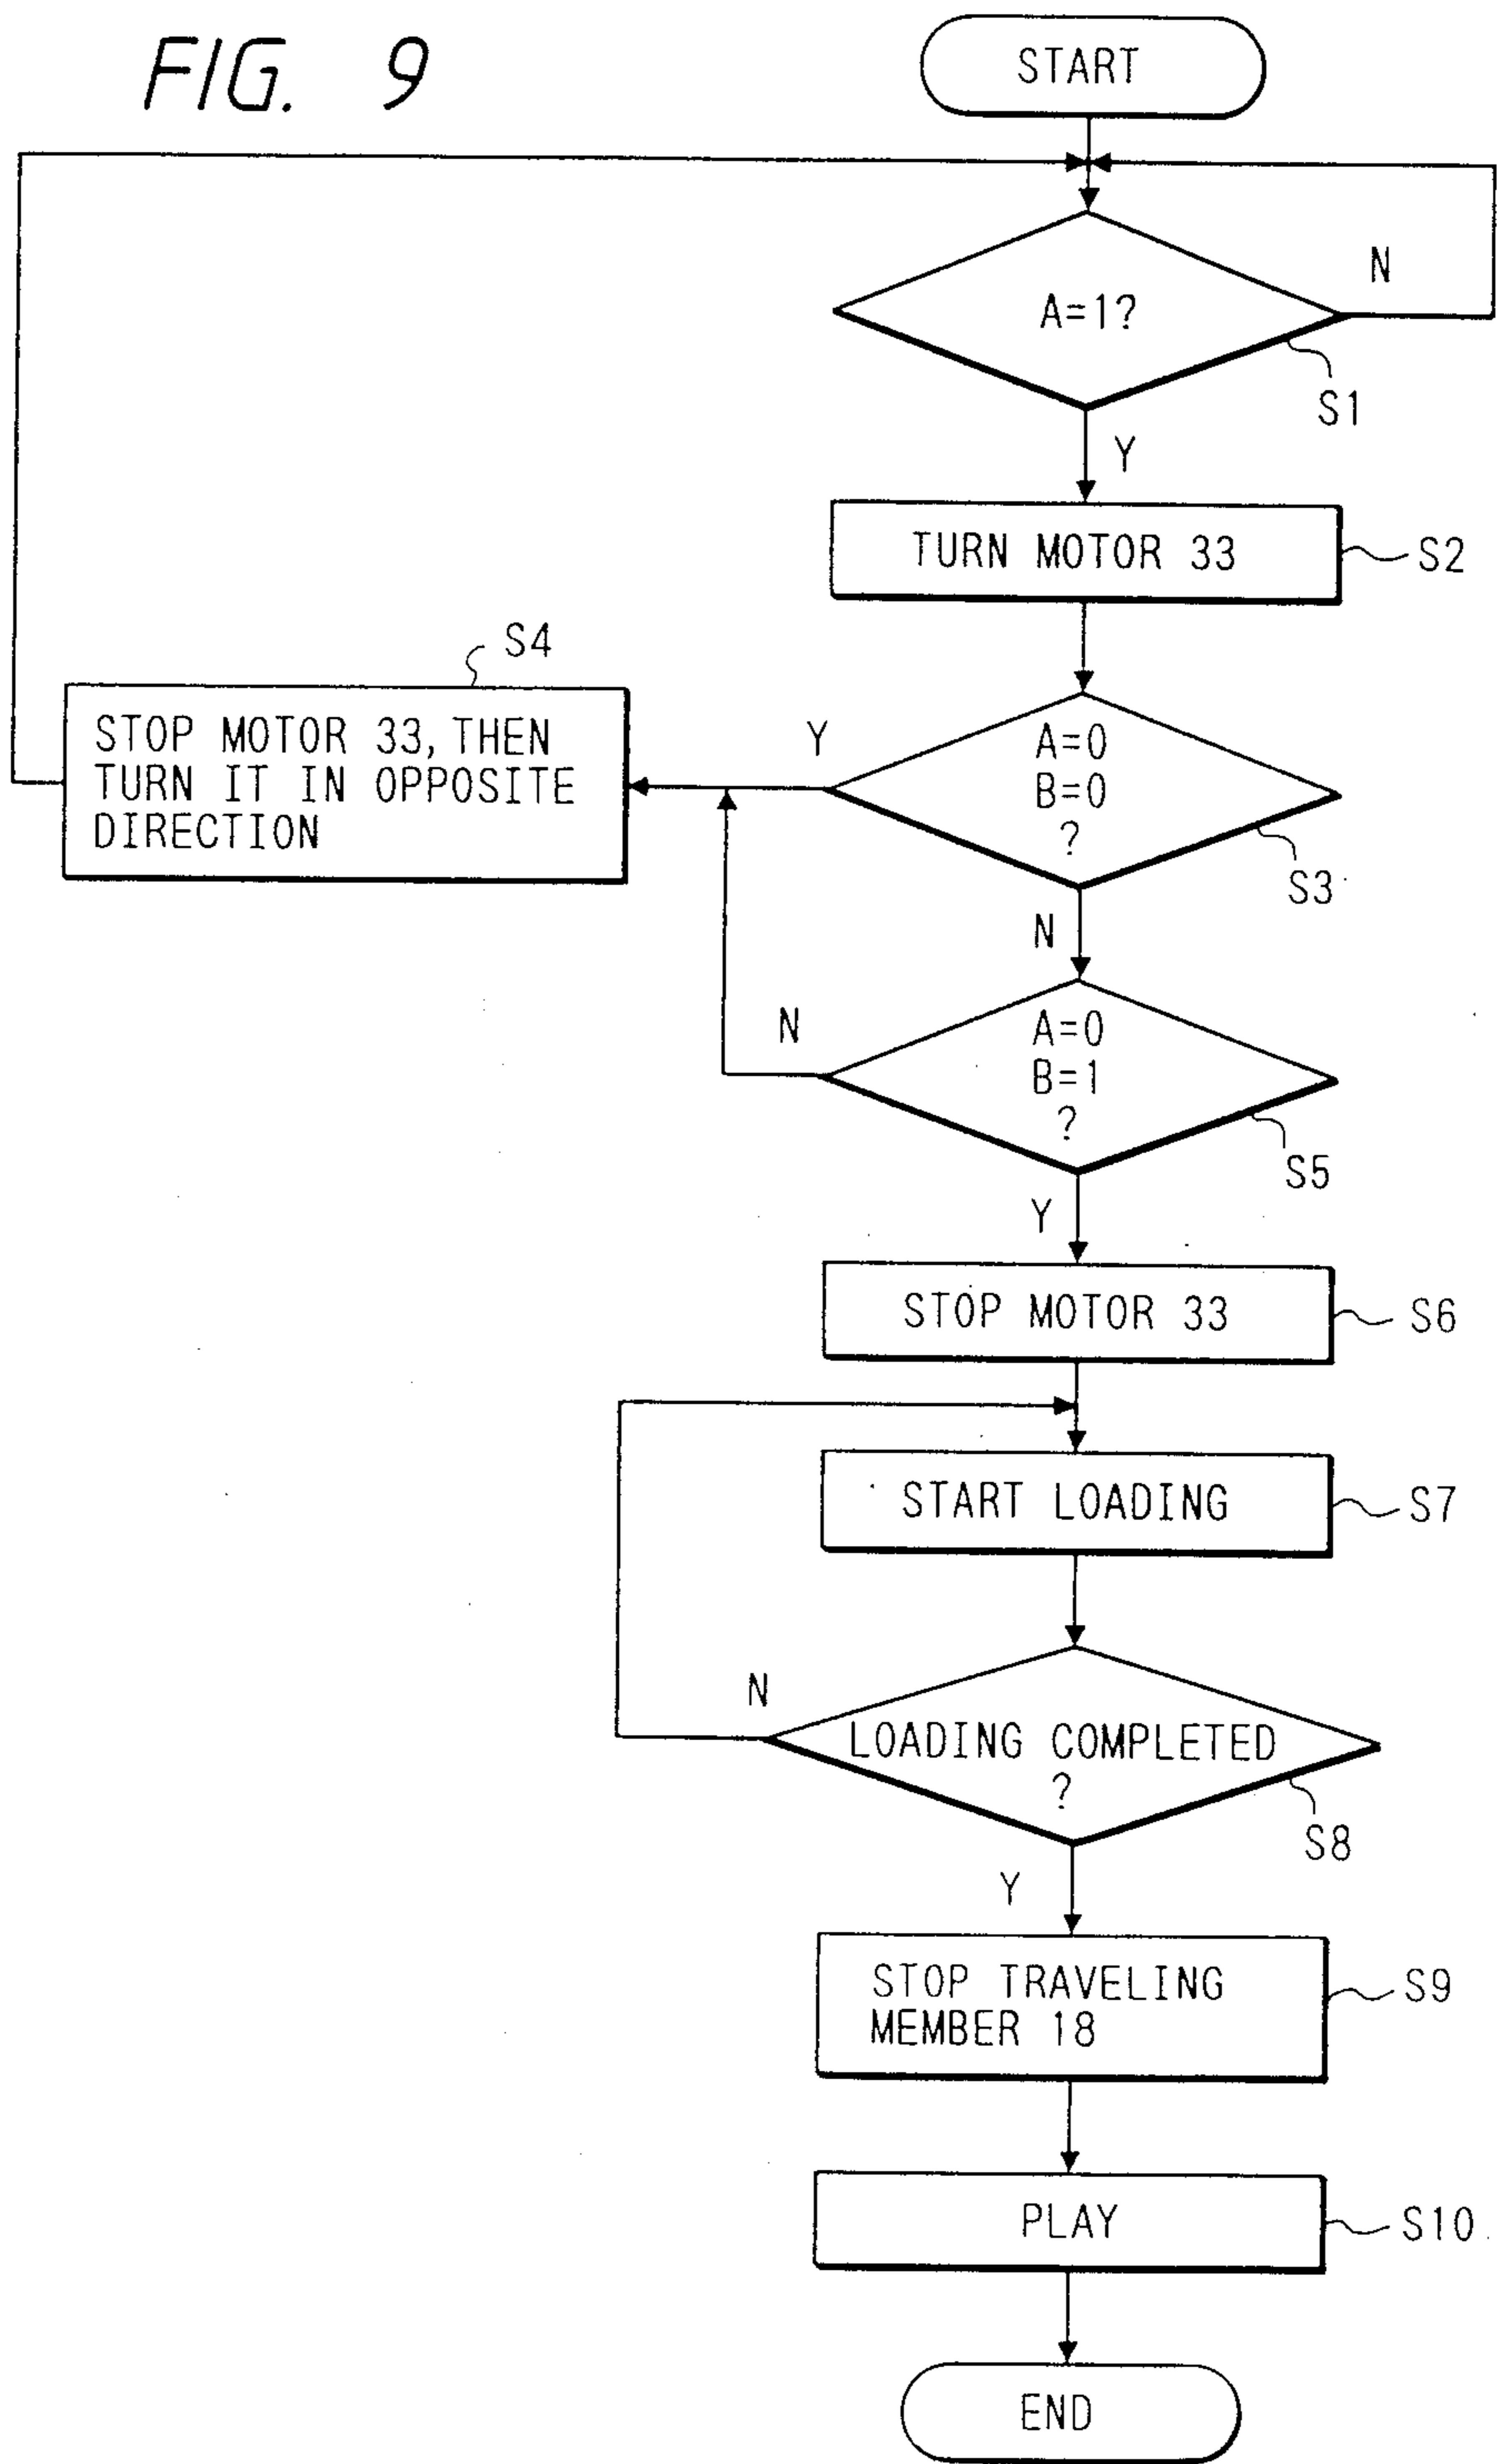 FIG. 9
START
A=1?
N
S1
Y
TURN MOTOR 33
S2
S4
STOP MOTOR 33, THEN
TURN IT IN OPPOSITE
DIRECTION
Y
A=0
B=0
?
S3
N
A=0
B=1
?
N
S5
Y
STOP MOTOR 33
S6
START LOADING
S7
N
LOADING COMPLETED
?
S8
Y
STOP TRAVELING
MEMBER 18
S9
PLAY
S10
END